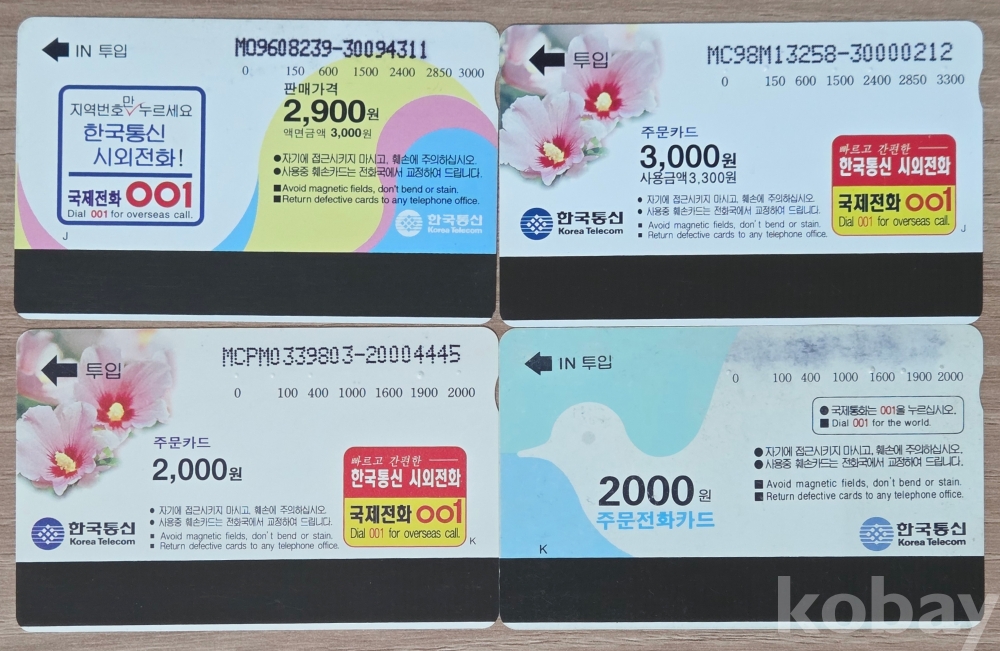 IN 투입
MO9608239-30094311
0 150 600 1500 2400 2850 3000
지역번호만 누르세요
한국통신
시외전화!
국제전화 001
Dial 001 for overseas call.
판매가격
2,900원
액면금액 3,000원
●자기에 접근시키지 마시고, 훼손에 주의하십시오.
●사용중 훼손카드는 전화국에서 교정하여 드립니다.
■Avoid magnetic fields, don't bend or stain.
■Return defective cards to any telephone office.
한국통신
Korea Telecom
J
투입
MC98M13258-30000212
0 150 600 1500 2400 2850 3300
주문카드
3,000원
사용금액3,300원
● 자기에 접근시키지 마시고, 훼손에 주의하십시오.
● 사용중 훼손카드는 전화국에서 교정하여 드립니다.
■ Avoid magnetic fields, don't bend or stain.
■ Return defective cards to any telephone office.
한국통신
Korea Telecom
빠르고 간편한
한국통신 시외전화
국제전화 001
Dial 001 for overseas call.
J
투입
MCPM0339803-20004445
0 100 400 1000 1600 1900 2000
주문카드
2,000원
● 자기에 접근시키지 마시고, 훼손에 주의하십시오.
● 사용중 훼손카드는 전화국에서 교정하여 드립니다.
■ Avoid magnetic fields, don't bend or stain.
■ Return defective cards to any telephone office.
한국통신
Korea Telecom
빠르고 간편한
한국통신 시외전화
국제전화 001
Dial 001 for overseas call.
K
IN 투입
0 100 400 1000 1600 1900 2000
● 국제통화는 001을 누르십시오.
■ Dial 001 for the world.
● 자기에 접근시키지 마시고, 훼손에 주의하십시오.
● 사용중 훼손카드는 전화국에서 교정하여 드립니다.
■ Avoid magnetic fields, don't bend or stain.
■ Return defective cards to any telephone office.
2000 원
주문전화카드
K
한국통신
Korea Telecom
kobay